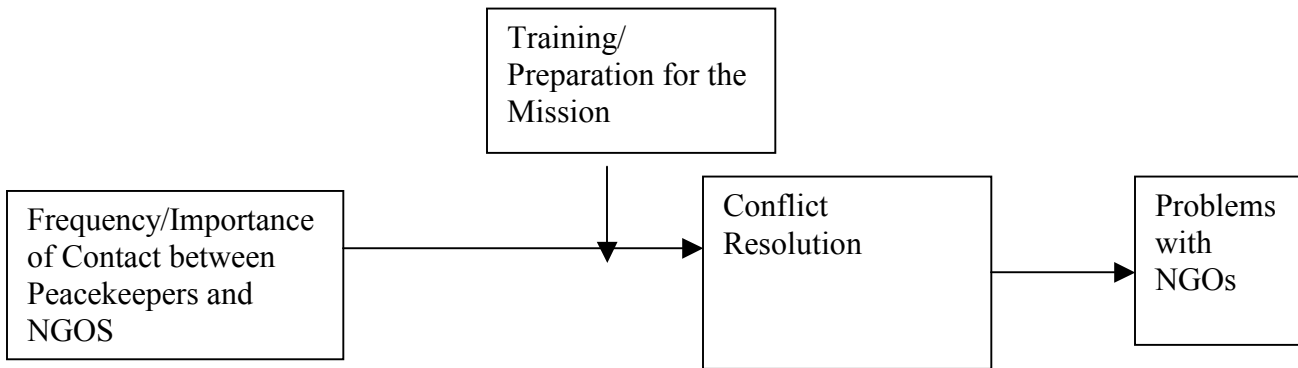 Training/
Preparation for the
Mission
Frequency/Importance
of Contact between
Peacekeepers and
NGOS
Conflict
Resolution
Problems
with
NGOs